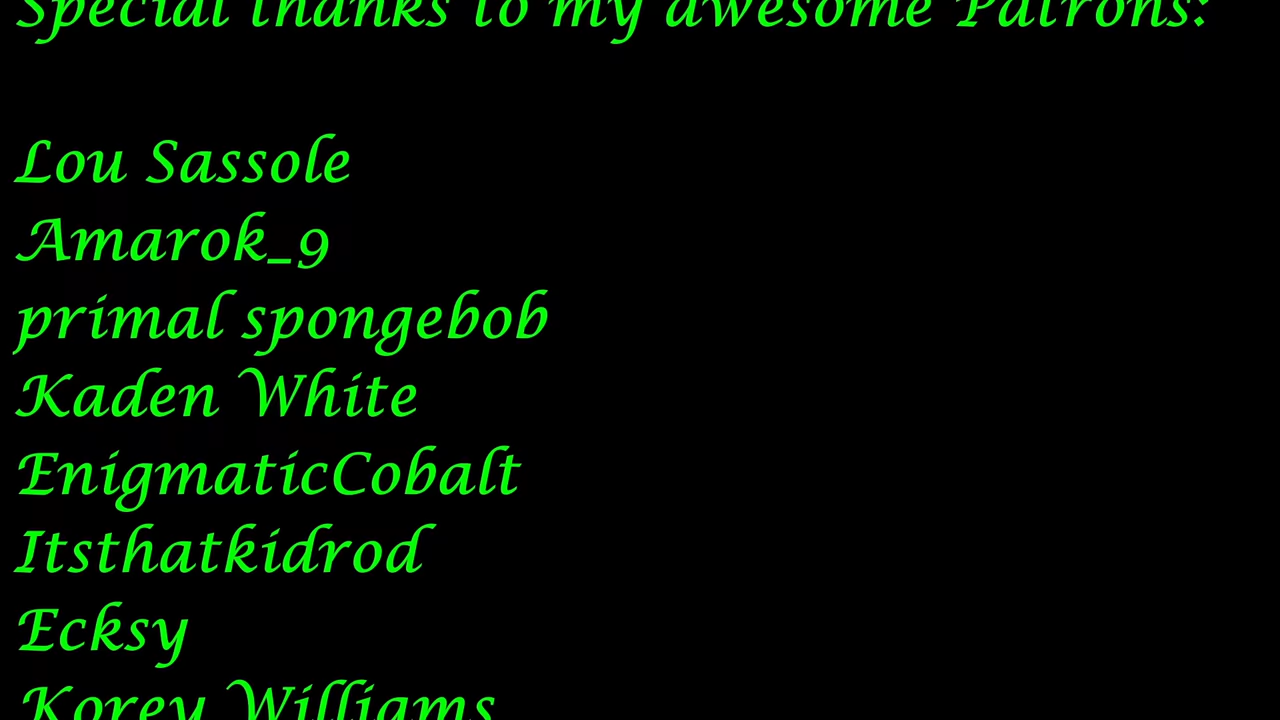 Special thanks to my awesome Patrons:
Lou Sassole
Amarok_9
primal spongebob
Kaden White
EnigmaticCobalt
Itsthatkidrod
Ecksy
Korey Williams